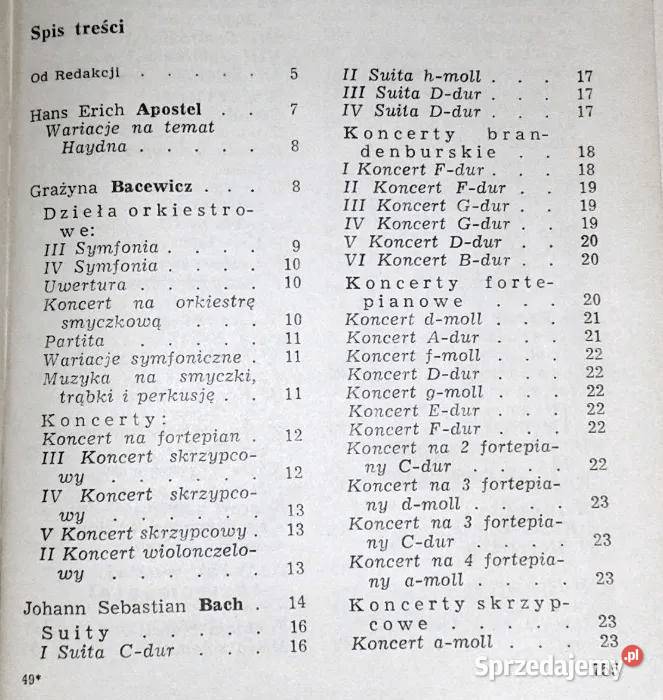 Spis treści
Od Redakcji . . . . . 5
Hans Erich Apostel . . 7
Wariacje na temat
Haydna . . . . . 8
Grażyna Bacewicz . . . 8
Dzieła orkiestro-
we:
III Symfonia . . . . 9
IV Symfonia . . . . 10
Uwertura . . . . . 10
Koncert na orkiestrę
smyczkową . . . 10
Partita . . . . . 11
Wariacje symfoniczne . 11
Muzyka na smyczki,
trąbki i perkusję . . 11
Koncerty:
Koncert na fortepian . 12
III Koncert skrzypco-
wy . . . . . . 12
IV Koncert skrzypco-
wy . . . . . . 13
V Koncert skrzypcowy . 13
II Koncert wiolonczelo-
wy . . . . . . 13
Johann Sebastian Bach . 14
Suity . . . . . 16
I Suita C-dur . . . 16
49*
II Suita h-moll . . . 17
III Suita D-dur . . . 17
IV Suita D-dur . . . 17
Koncerty bran-
denburskie . . 18
I Koncert F-dur . . . 18
II Koncert F-dur . . 19
III Koncert G-dur . . 19
IV Koncert G-dur . . 19
V Koncert D-dur . . 20
VI Koncert B-dur . . 20
Koncerty forte-
pianowe . . . 20
Koncert d-moll . . . 21
Koncert A-dur . . . 21
Koncert f-moll . . . 22
Koncert D-dur . . . 22
Koncert g-moll . . . 22
Koncert E-dur . . . 22
Koncert F-dur . . . 22
Koncert na 2 fortepia-
ny C-dur . . . . 22
Koncert na 3 fortepia-
ny d-moll . . . . 23
Koncert na 3 fortepia-
ny C-dur . . . . 23
Koncert na 4 fortepia-
ny a-moll . . . . 23
Koncerty skrzyp-
cowe . . . . . 23
Koncert a-moll . . . 23
Sprzedajemy.pl